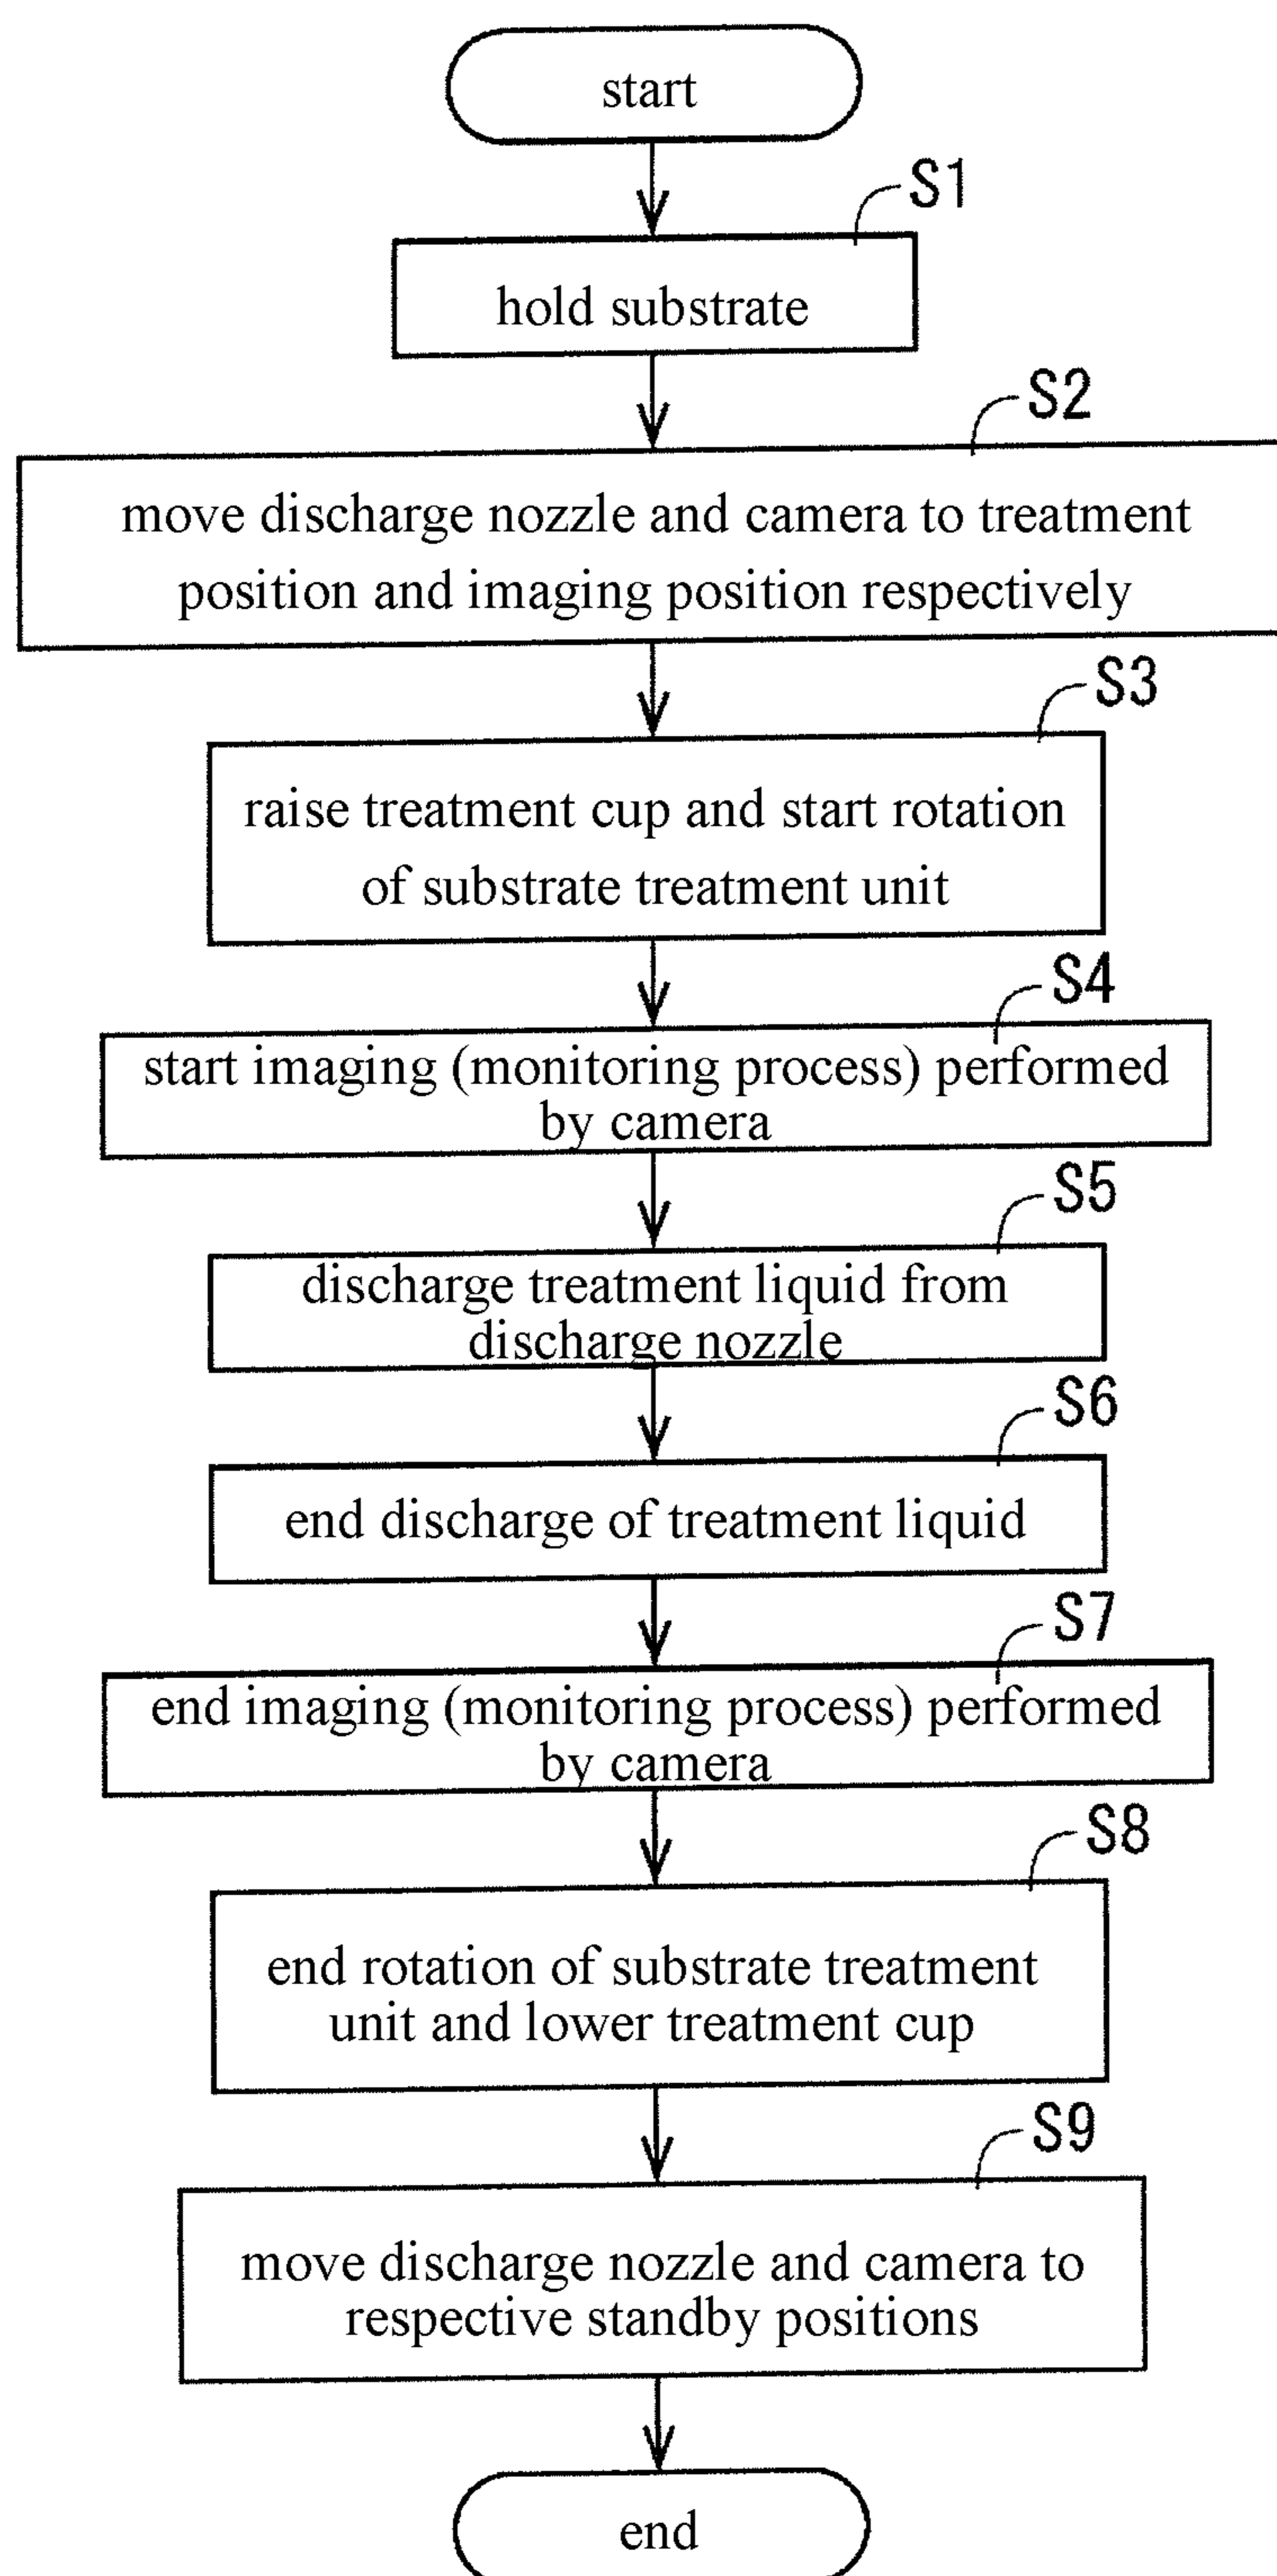 start
S1
hold substrate
S2
move discharge nozzle and camera to treatment
position and imaging position respectively
S3
raise treatment cup and start rotation
of substrate treatment unit
S4
start imaging (monitoring process) performed
by camera
S5
discharge treatment liquid from
discharge nozzle
S6
end discharge of treatment liquid
S7
end imaging (monitoring process) performed
by camera
S8
end rotation of substrate treatment
unit and lower treatment cup
S9
move discharge nozzle and camera to
respective standby positions
end